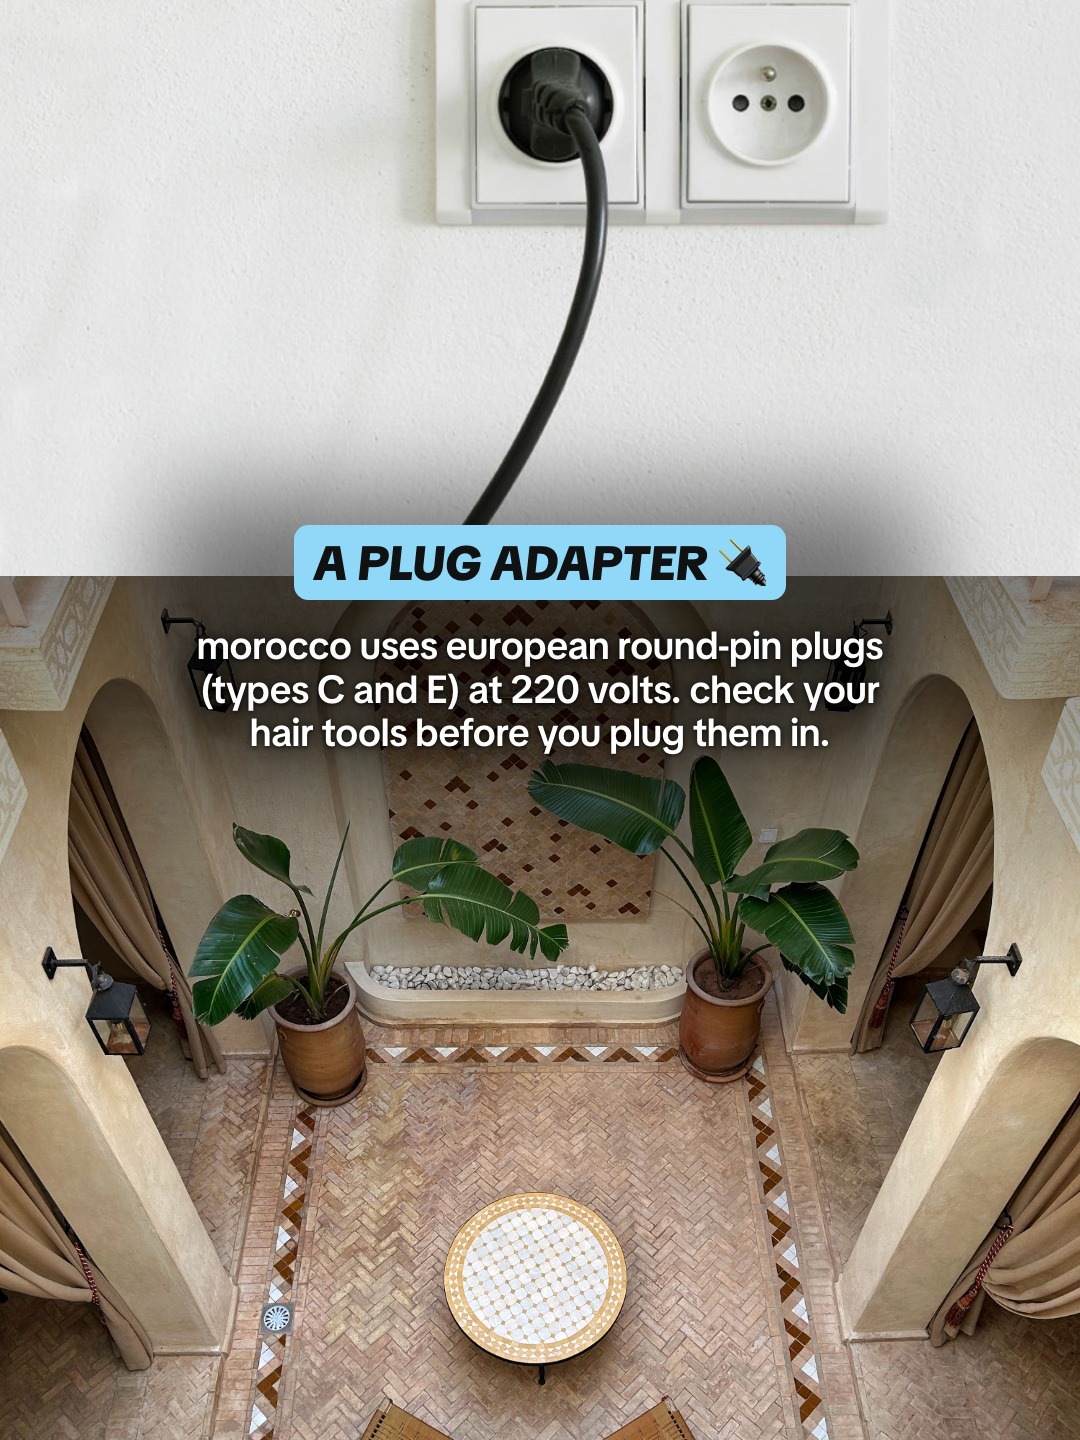 A PLUG ADAPTER 🔌
morocco uses european round-pin plugs
(types C and E) at 220 volts. check your
hair tools before you plug them in.